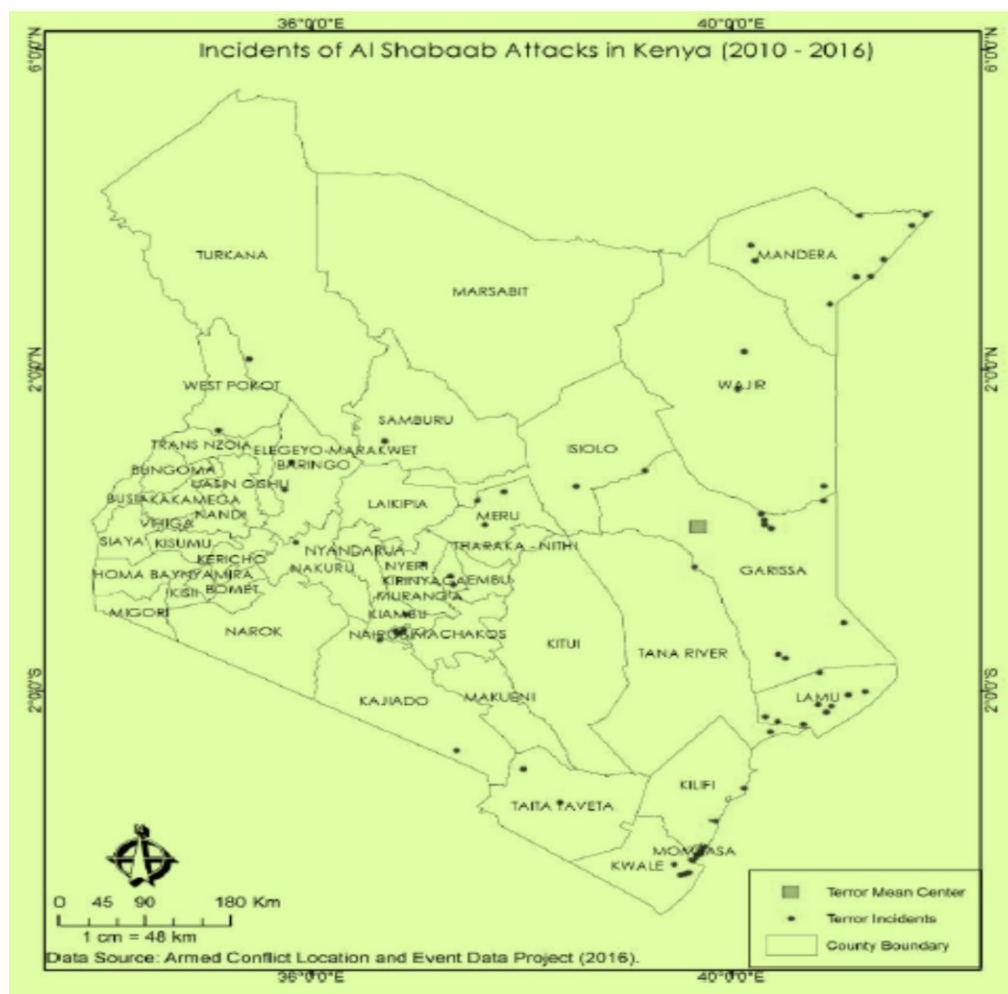 36°0'0"E 40°0'0"E
6°0'0"N 6°0'0"N
Incidents of Al Shabaab Attacks in Kenya (2010 - 2016)
TURKANA
MANDERA
MARSABIT
2°0'0"N 2°0'0"N
WEST POKOT
WAJIR
SAMBURU
TRANS NZOIA
ELEGEYO-MARAKWET
ISIOLO
BARINGO
BUNGOMA
UASIN GISHU
BUSIA
KAKAMEGA
LAIKIPIA
MERU
NANDI
VIHIGA
SIAYA
KISUMU
NYANDARUA
THARAKA - NITHI
KERICHO
NYERI
GARISSA
HOMA BAY
NYAMIRA
NAKURU
KIRINYAGA
EMBU
KISII
BOMET
MURANG'A
MIGORI
KIAMBU
NAROK
NAIROBI
MACHAKOS
KITUI
TANA RIVER
2°0'0"S 2°0'0"S
KAJIADO
MAKUENI
LAMU
KILIFI
TAITA TAVETA
MOMBASA
KWALE
0 45 90 180 Km
1 cm = 48 km
Terror Mean Center
Terror Incidents
County Boundary
Data Source: Armed Conflict Location and Event Data Project (2016).
36°0'0"E 40°0'0"E